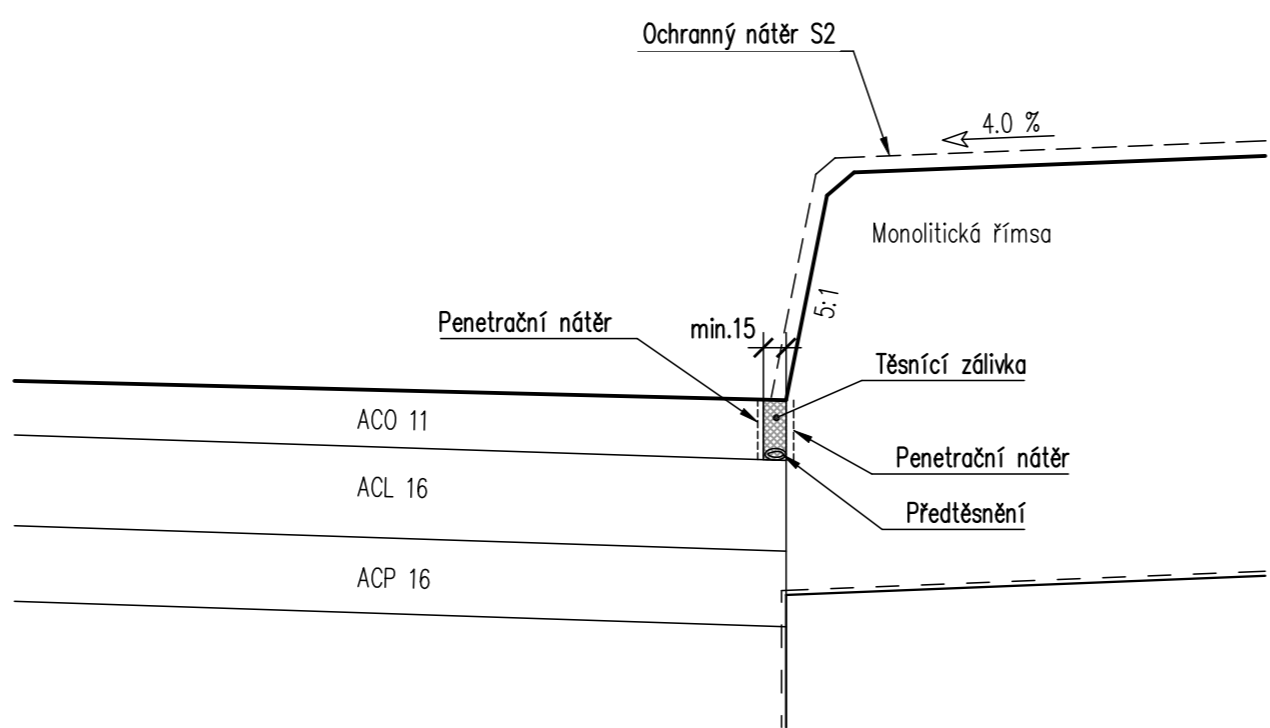 Ochranný nátěr S2
4.0 %
Monolitická římsa
5:1
Penetrační nátěr
min.15
Těsnící zálivka
ACO 11
Penetrační nátěr
ACL 16
Předtěsnění
ACP 16